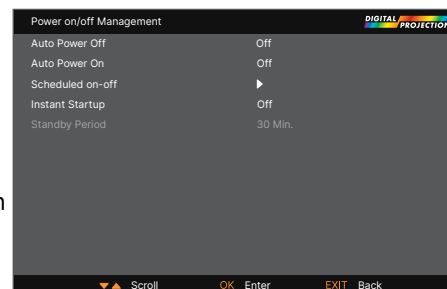 Power on/off Management
DIGITAL PROJECTION
Auto Power Off Off
Auto Power On Off
Scheduled on-off
Instant Startup Off
Standby Period 30 Min.
n
Scroll OK Enter EXIT Back